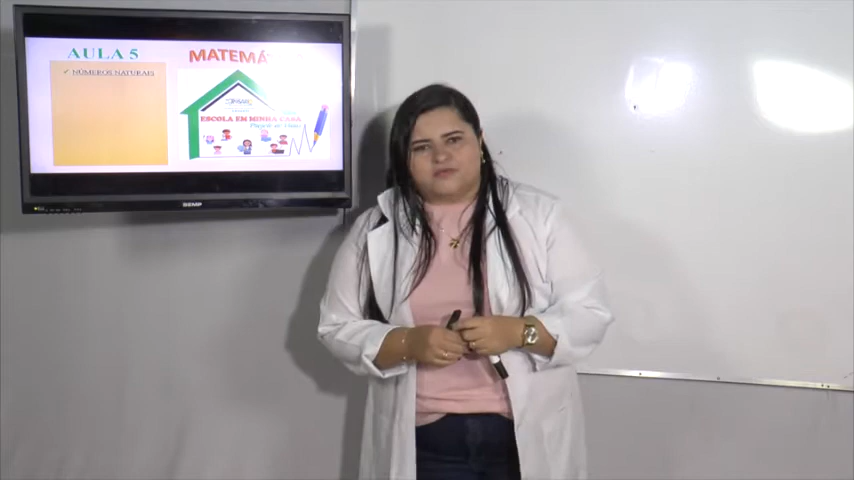 AULA 5
✓ NÚMEROS NATURAIS
MATEMÁ
ESCOLA EM MINHA CASA
SEMP